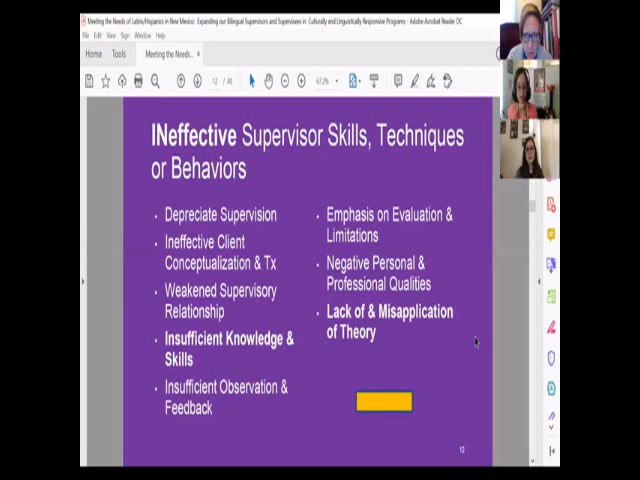 Meeting the Needs of Latinx/Hispanics in New Mexico: Expanding our Bilingual Supervisors and Supervisees in Culturally and Linguistically Responsive Programs - Adobe Acrobat Reader DC
File Edit View Sign Window Help
Home Tools Meeting the Needs... ×
12 / 40 67.2%
INeffective Supervisor Skills, Techniques
or Behaviors
• Depreciate Supervision
• Ineffective Client
Conceptualization & Tx
• Weakened Supervisory
Relationship
• Insufficient Knowledge &
Skills
• Insufficient Observation &
Feedback
• Emphasis on Evaluation &
Limitations
• Negative Personal &
Professional Qualities
• Lack of & Misapplication
of Theory
12